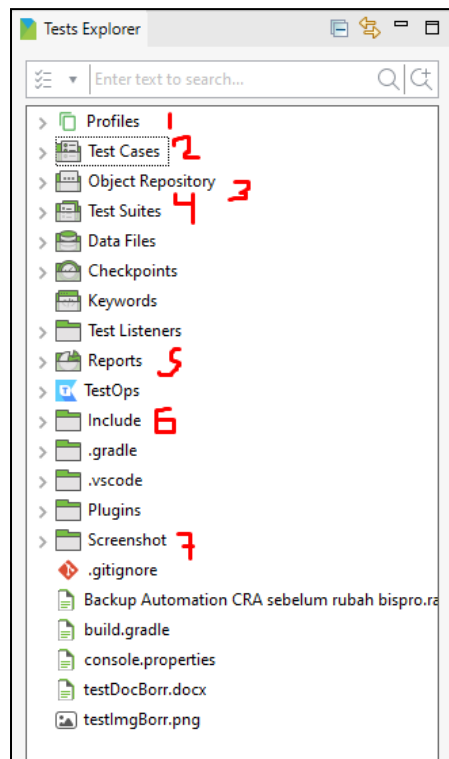 Tests Explorer
Enter text to search...
Profiles 1
Test Cases 2
Object Repository 3
Test Suites 4
Data Files
Checkpoints
Keywords
Test Listeners
Reports 5
TestOps
Include 6
.gradle
.vscode
Plugins
Screenshot 7
.gitignore
Backup Automation CRA sebelum rubah bispro.ra
build.gradle
console.properties
testDocBorr.docx
testImgBorr.png